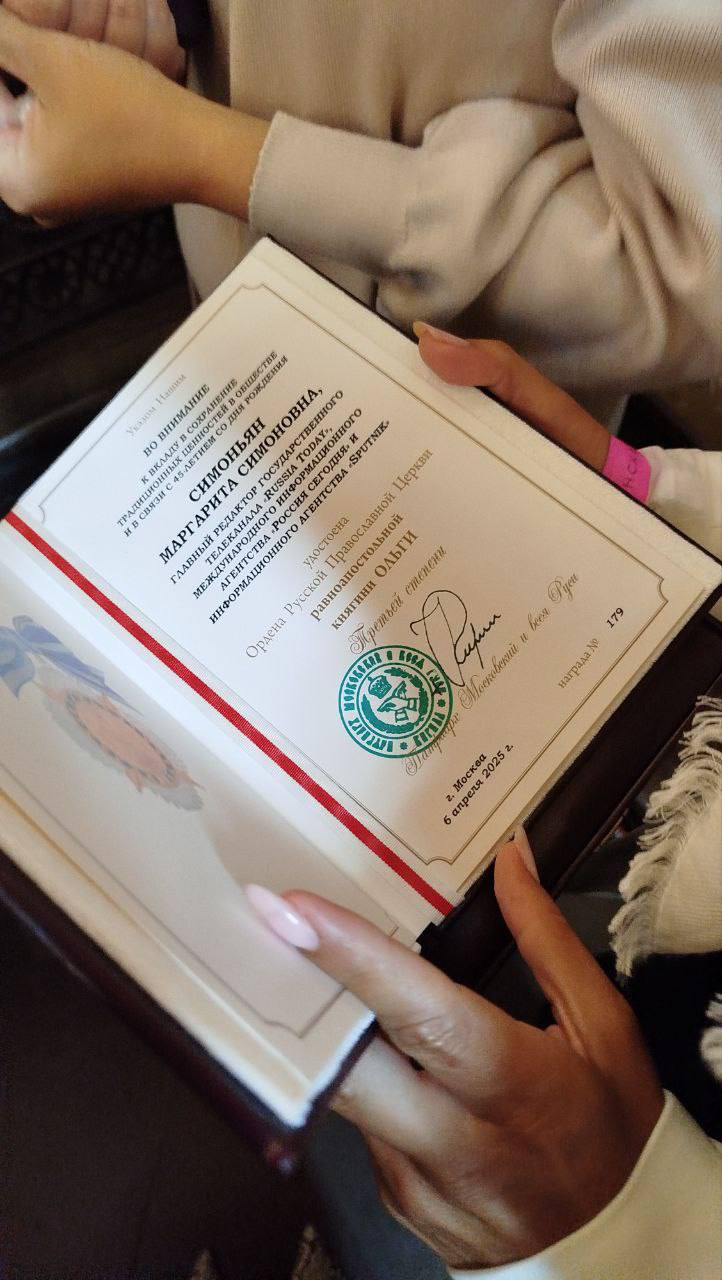 Указом Нашим
ВО ВНИМАНИЕ
К ВКЛАДУ В СОХРАНЕНИЕ
ТРАДИЦИОННЫХ ЦЕННОСТЕЙ В ОБЩЕСТВЕ
И В СВЯЗИ С 45-ЛЕТИЕМ СО ДНЯ РОЖДЕНИЯ
СИМОНЬЯН
МАРГАРИТА СИМОНОВНА,
ГЛАВНЫЙ РЕДАКТОР ГОСУДАРСТВЕННОГО
ТЕЛЕКАНАЛА «RUSSIA TODAY»,
МЕЖДУНАРОДНОГО ИНФОРМАЦИОННОГО
АГЕНТСТВА «РОССИЯ СЕГОДНЯ» И
ИНФОРМАЦИОННОГО АГЕНТСТВА «SPUTNIK»
удостоена
Ордена Русской Православной Церкви
равноапостольной
княгини ОЛЬГИ
Третьей степени
Патриарх Московский и всея Руси
награда № 179
г. Москва
6 апреля 2025 г.